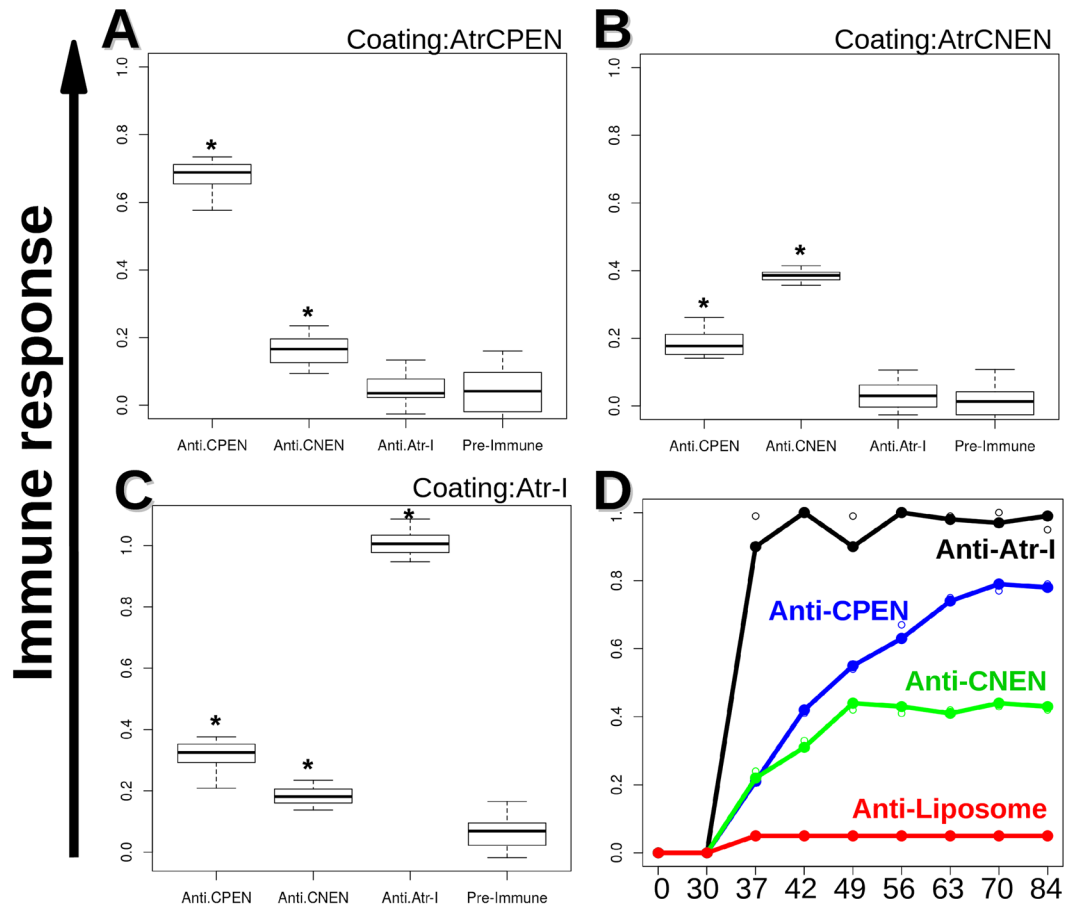 Immune response
A
Coating:AtrCPEN
1.0
0.8
0.6
0.4
0.2
0.0
*
*
Anti.CPEN Anti.CNEN Anti.Atr-I Pre-Immune
B
Coating:AtrCNEN
1.0
0.8
0.6
0.4
0.2
0.0
*
*
Anti.CPEN Anti.CNEN Anti.Atr-I Pre-Immune
C
Coating:Atr-I
1.0
0.8
0.6
0.4
0.2
0.0
*
*
*
Anti.CPEN Anti.CNEN Anti.Atr-I Pre-Immune
D
1.
0.8
0.6
0.4
0.2
0.0
Anti-Atr-I
Anti-CPEN
Anti-CNEN
Anti-Liposome
0 30 37 42 49 56 63 70 84